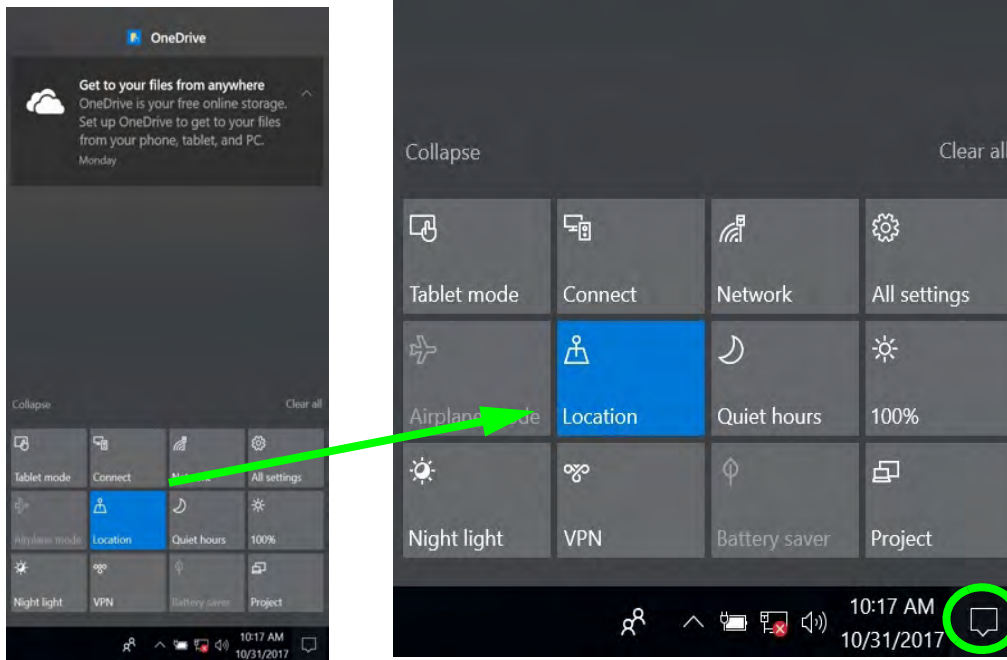 OneDrive
Get to your files from anywhere
OneDrive is your free online storage.
Set up OneDrive to get to your files
from your phone, tablet, and PC.
Monday
Collapse
Clear all
Tablet mode
Connect
All settings
Airplane mode
Location
Quiet hours
100%
Night light
VPN
Battery saver
Project
10:17 AM
10/31/2017
Collapse
Clear all
Tablet mode
Connect
Network
All settings
Airplane mode
Location
Quiet hours
100%
Night light
VPN
Battery saver
Project
10:17 AM
10/31/2017